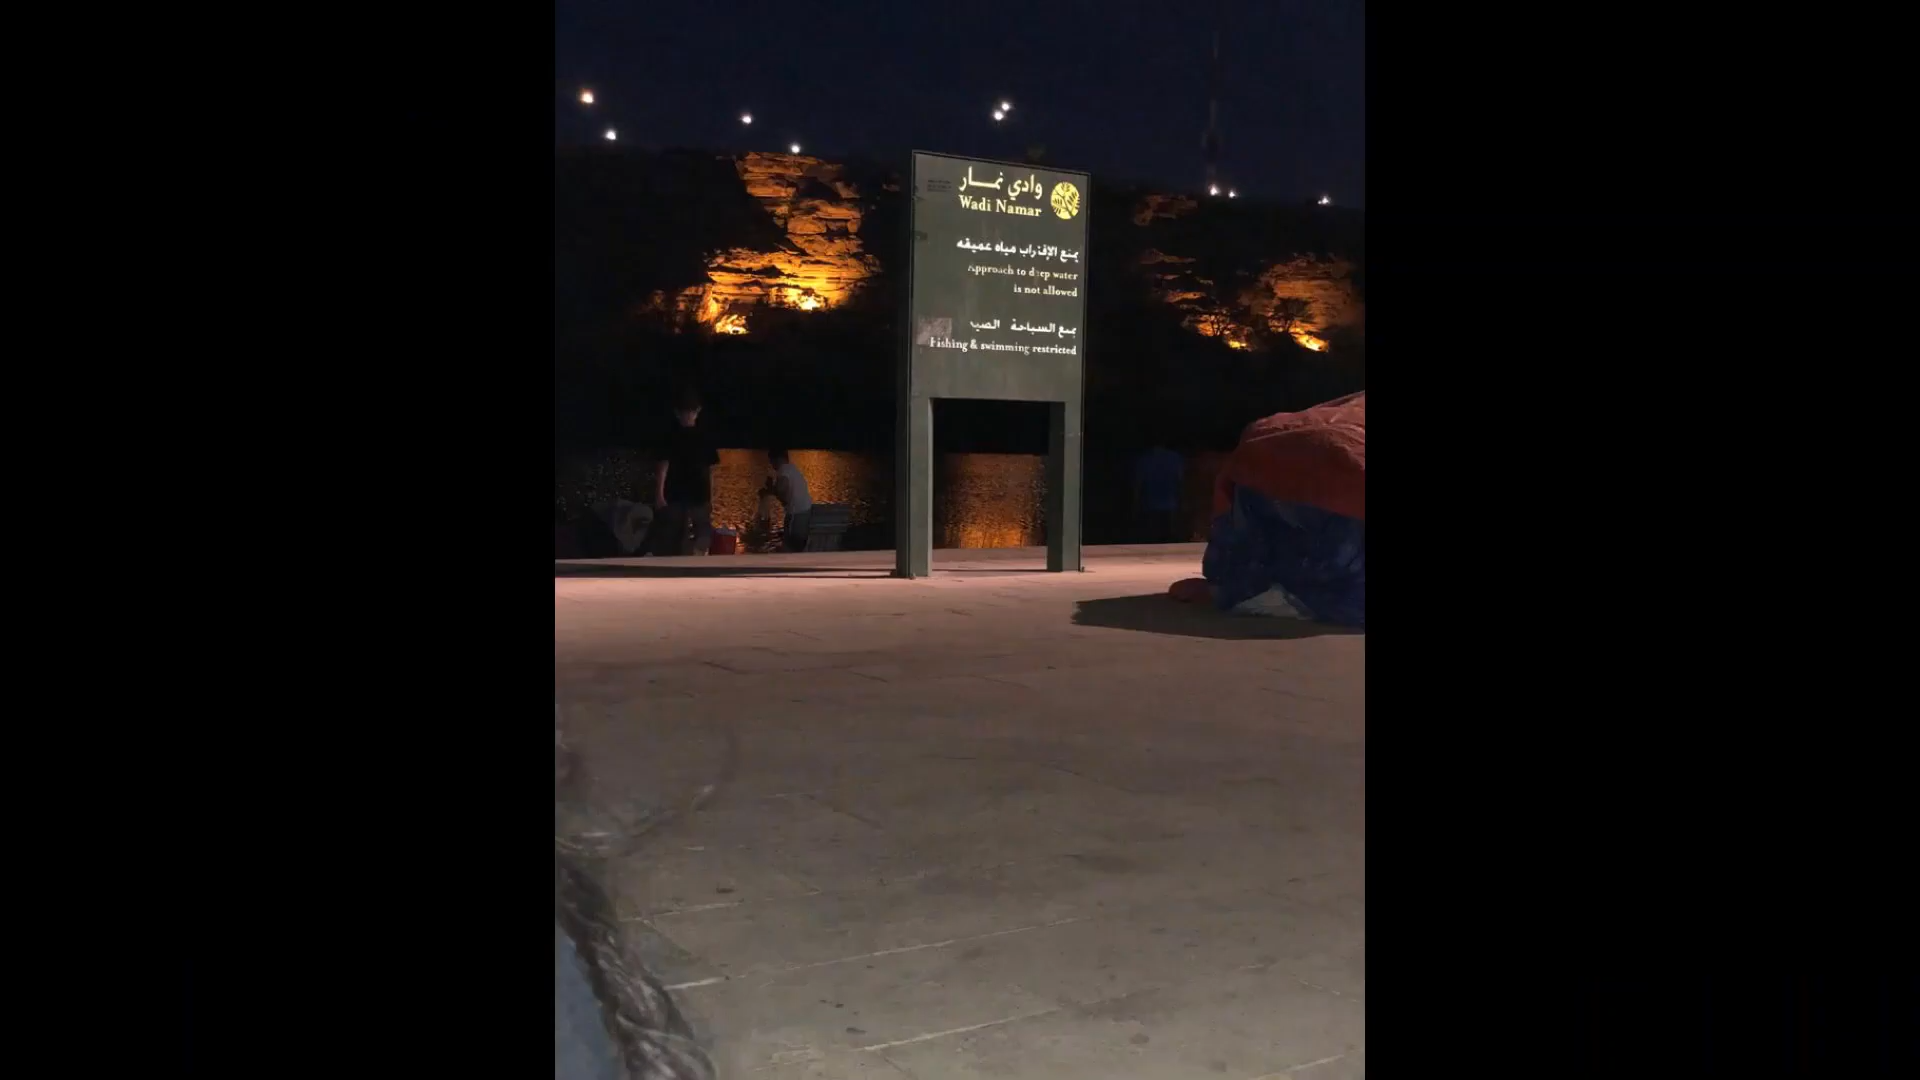 وادي نمار
Wadi Namar
يمنع الإقتراب مياه عميقه
Approach to deep water
is not allowed
يمنع السباحة الصيد
Fishing & swimming restricted